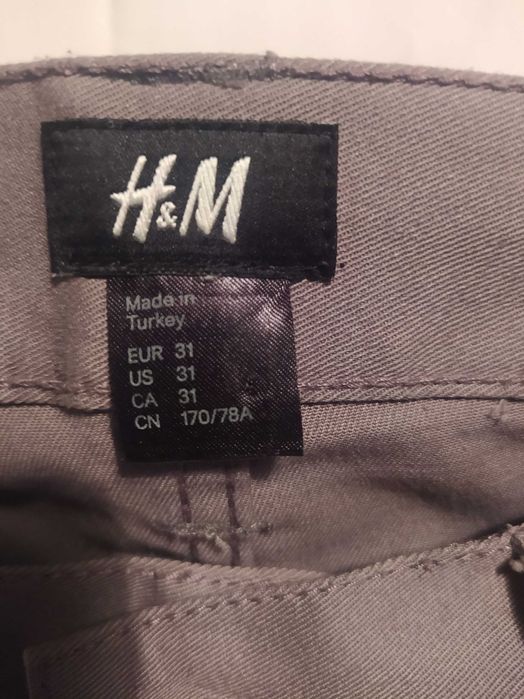 H&M
Made in
Turkey
EUR 31
US 31
CA 31
CN 170/78A